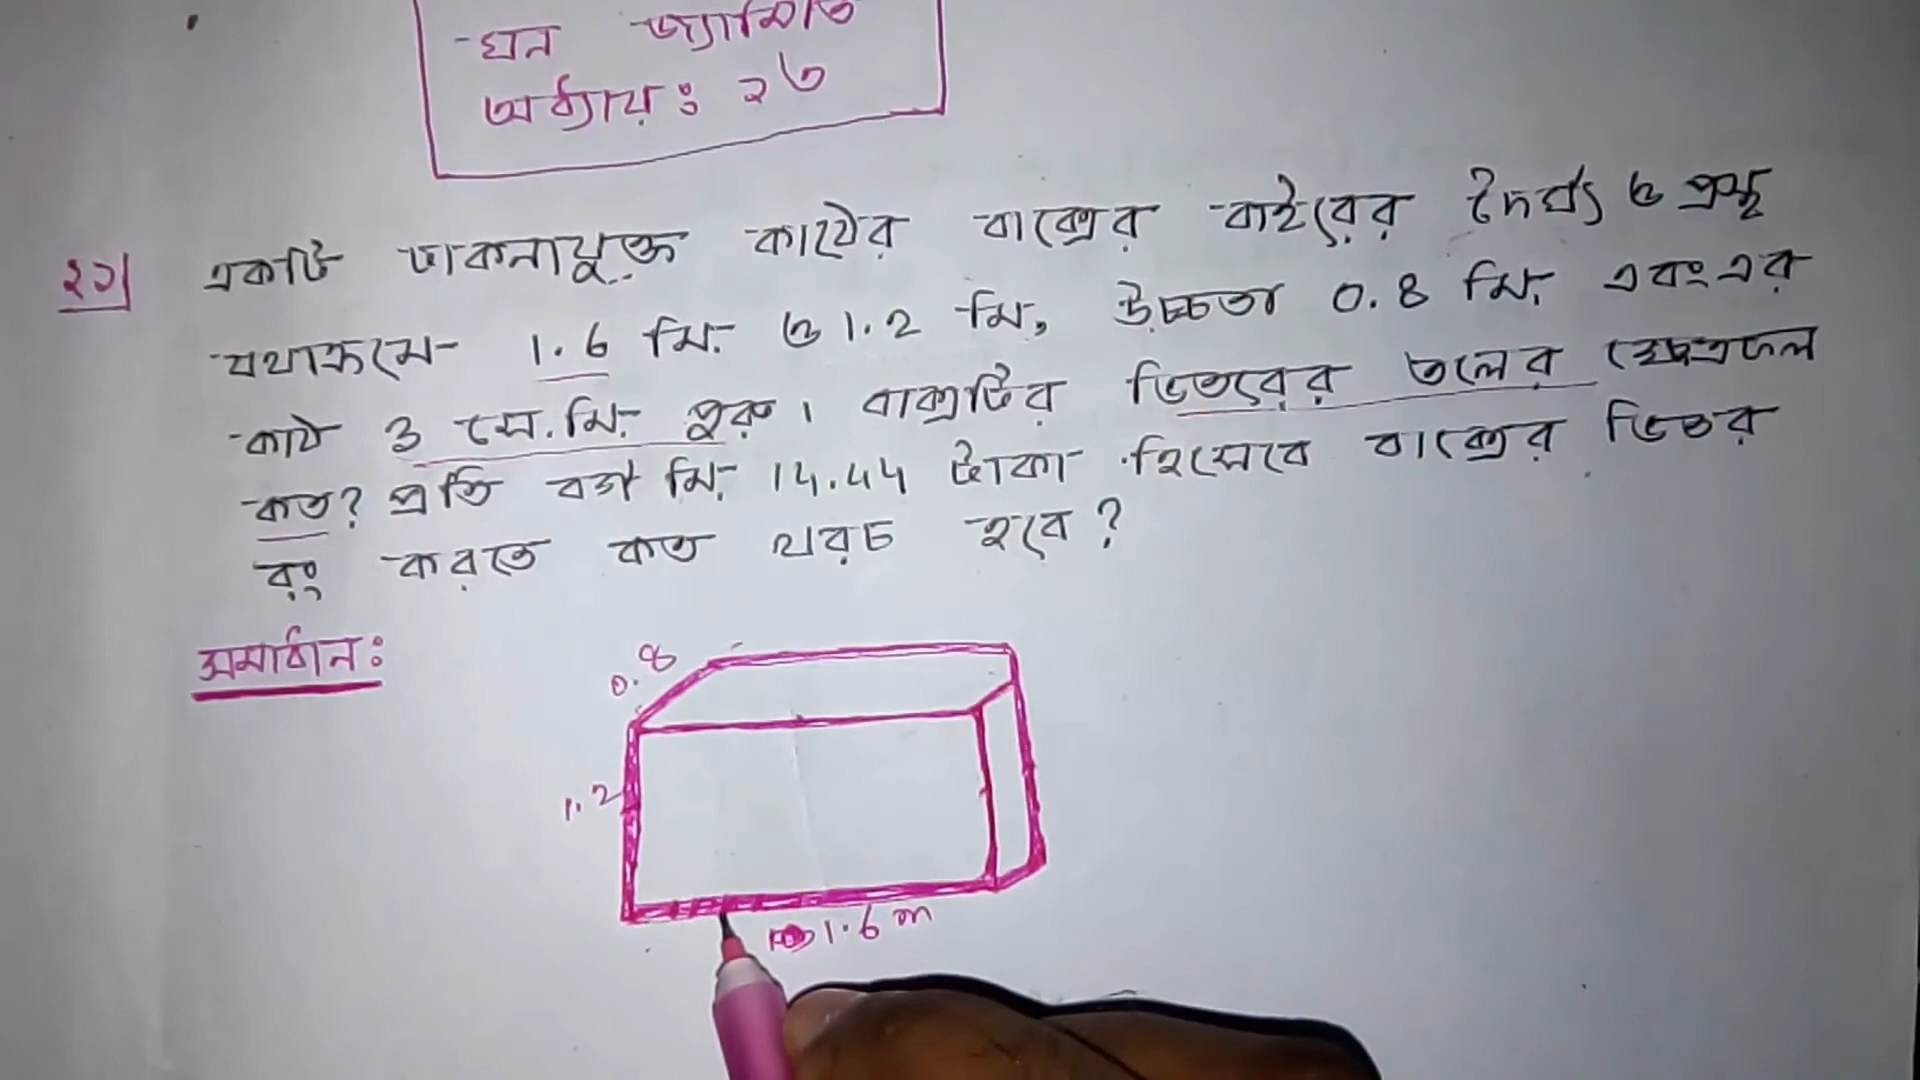 ঘন জ্যামিতি
অধ্যায়ঃ ২৬
২১| একটি ঢাকনাযুক্ত কাঠের বাক্সের বাইরের দৈর্ঘ্য ও প্রস্থ
যথাক্রমে 1.6 মি. ও 1.2 মি, উচ্চতা 0.8 মি. এবং এর
কাঠ 3 সে.মি. পুরু। বাক্সটির ভিতরের তলের ক্ষেত্রফল
কত? প্রতি বর্গ মি. 14.44 টাকা হিসেবে বাক্সের ভিতর
রং করতে কত খরচ হবে?
সমাধানঃ
0.8
1.2
1.6 m